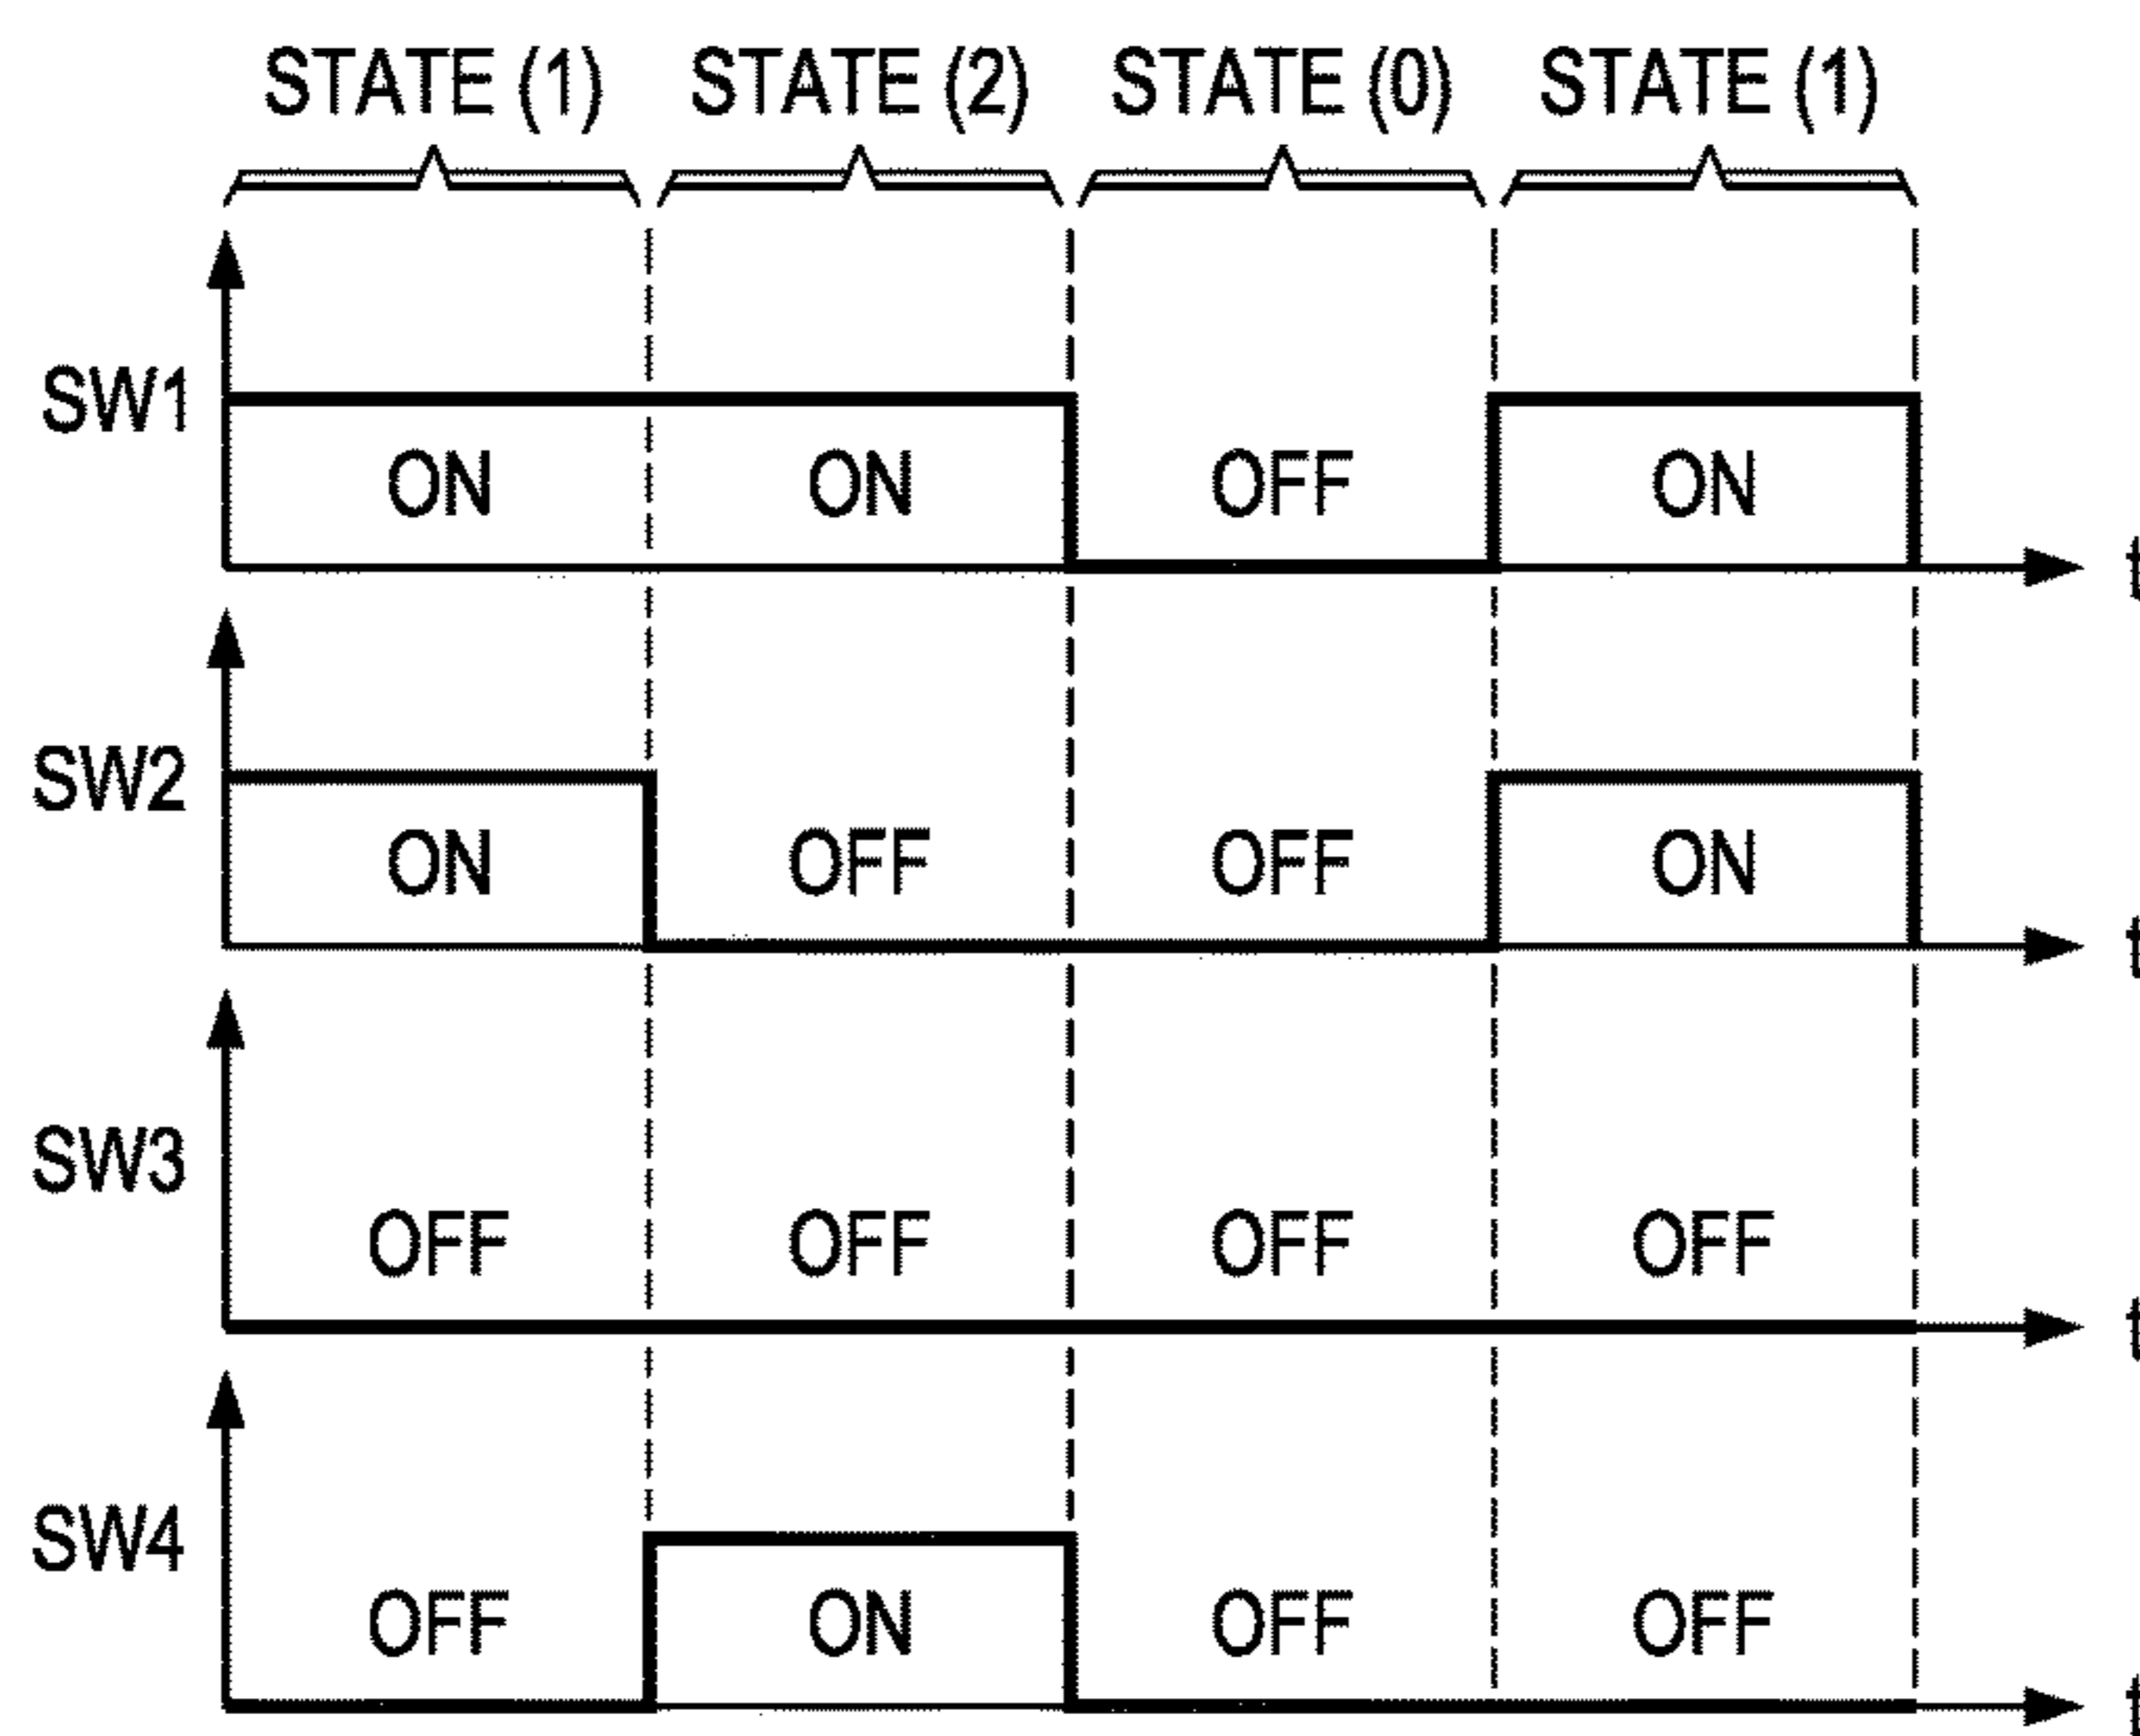 STATE (1) STATE (2) STATE (0) STATE (1)
SW1
ON ON OFF ON
t
SW2
ON OFF OFF ON
t
SW3
OFF OFF OFF OFF
t
SW4
OFF ON OFF OFF
t